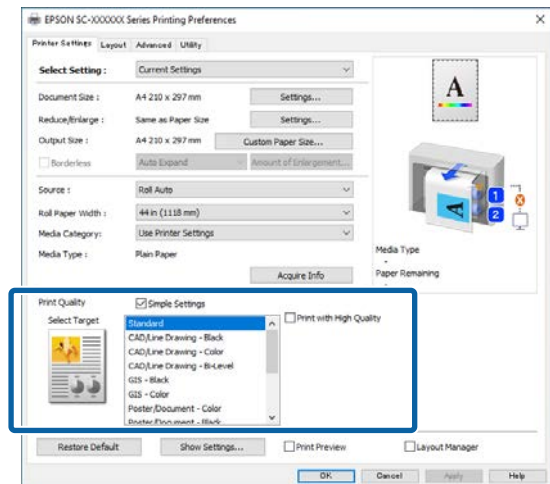 EPSON SC-XXXXXX Series Printing Preferences
Printer Settings Layout Advanced Utility
Select Setting : Current Settings
Document Size : A4 210 x 297 mm Settings...
Reduce/Enlarge : Same as Paper Size Settings...
Output Size : A4 210 x 297 mm Custom Paper Size...
Borderless Auto Expand Amount of Enlargement...
Source : Roll Auto
Roll Paper Width : 44 in (1118 mm)
Media Category: Use Printer Settings
Media Type : Plain Paper
Acquire Info
A
A
1
2
Media Type
-
Paper Remaining
-
Print Quality Simple Settings
Select Target
Standard
CAD/Line Drawing - Black
CAD/Line Drawing - Color
CAD/Line Drawing - Bi-Level
GIS - Black
GIS - Color
Poster/Document - Color
Poster/Document - Black
Print with High Quality
Restore Default Show Settings... Print Preview Layout Manager
OK Cancel Apply Help